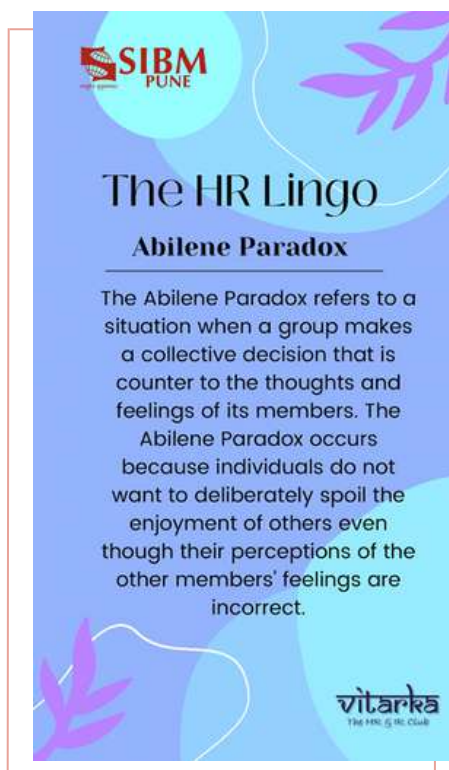 SIBM
PUNE
The HR Lingo
Abilene Paradox
The Abilene Paradox refers to a
situation when a group makes
a collective decision that is
counter to the thoughts and
feelings of its members. The
Abilene Paradox occurs
because individuals do not
want to deliberately spoil the
enjoyment of others even
though their perceptions of the
other members' feelings are
incorrect.
vitarka
The HR & IR Club